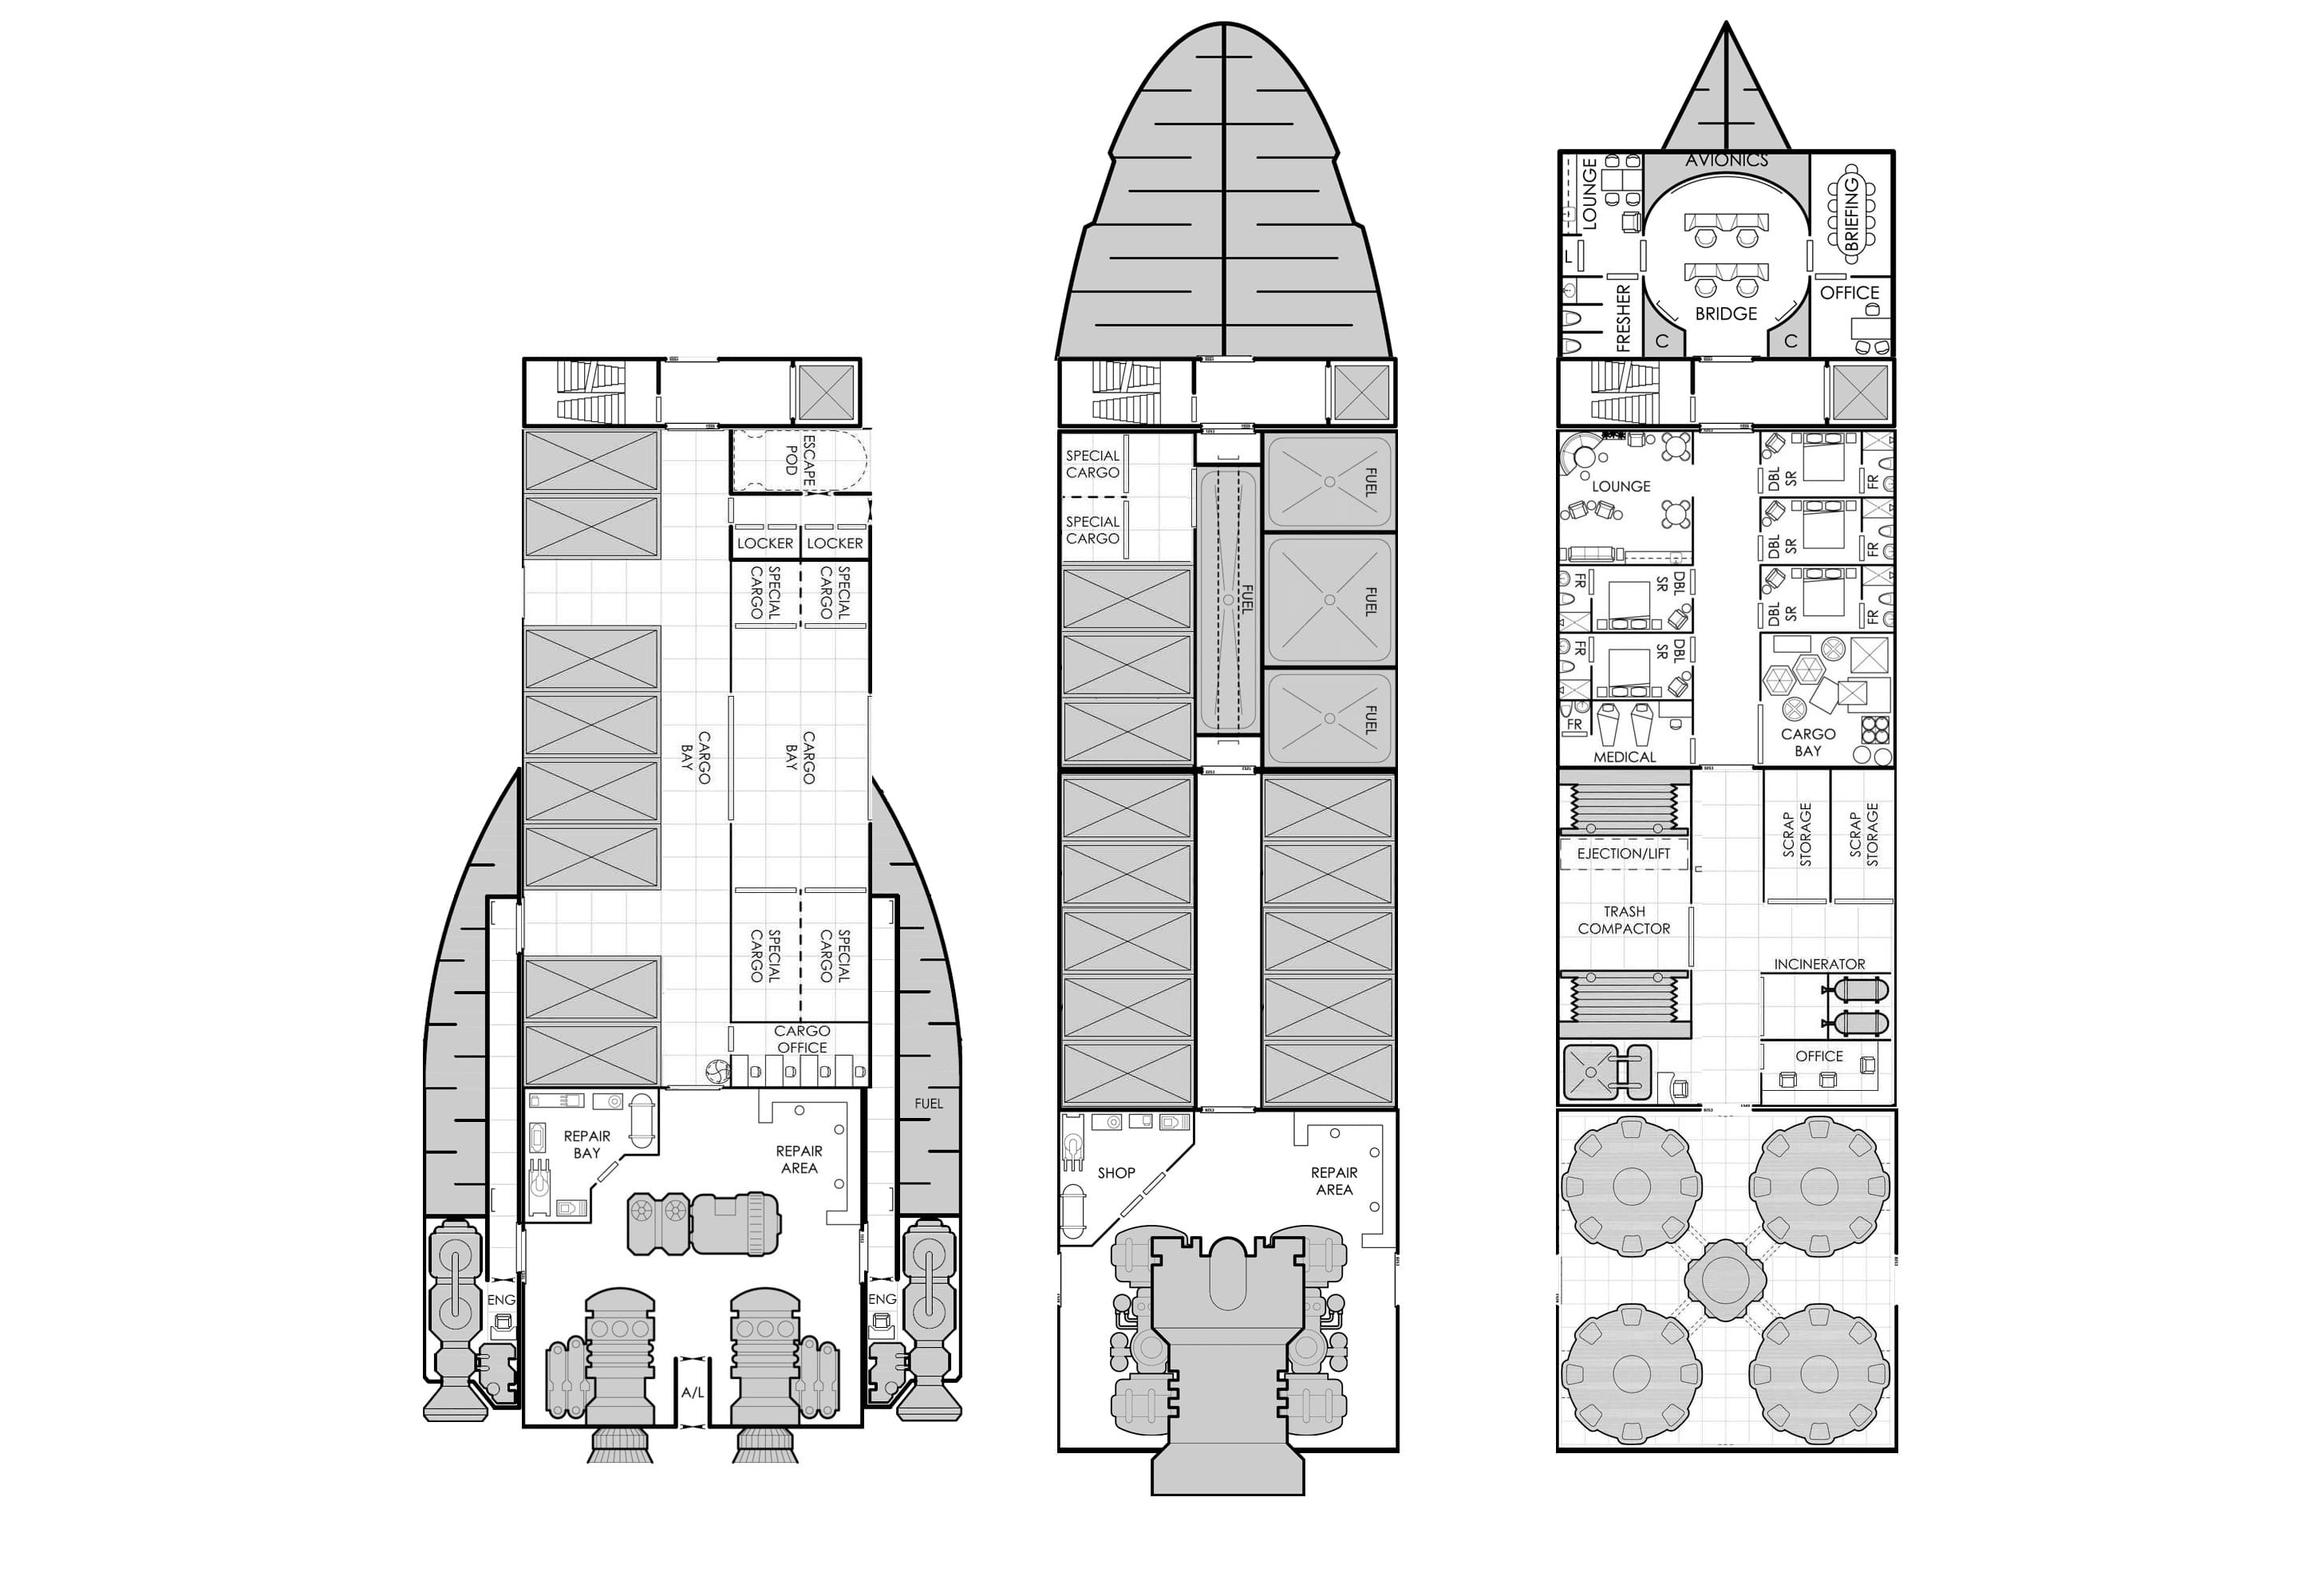 ESCAPE
POD
LOCKER
LOCKER
SPECIAL
CARGO
SPECIAL
CARGO
CARGO
BAY
CARGO
BAY
SPECIAL
CARGO
SPECIAL
CARGO
CARGO
OFFICE
REPAIR
BAY
REPAIR
AREA
FUEL
ENG
ENG
A/L
SPECIAL
CARGO
SPECIAL
CARGO
FUEL
FUEL
FUEL
FUEL
SHOP
REPAIR
AREA
AVIONICS
LOUNGE
BRIEFING
L
FRESHER
BRIDGE
OFFICE
C
C
LOUNGE
DBL
SR
FR
DBL
SR
FR
DBL
SR
FR
FR
DBL
SR
FR
DBL
SR
FR
MEDICAL
CARGO
BAY
EJECTION/LIFT
SCRAP
STORAGE
SCRAP
STORAGE
TRASH
COMPACTOR
INCINERATOR
OFFICE